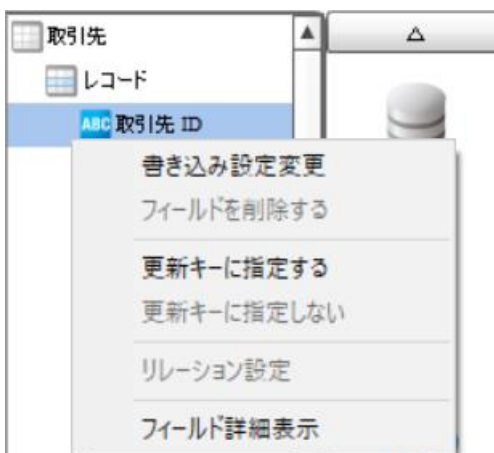 取引先
△
レコード
ABC 取引先 ID
書き込み設定変更
フィールドを削除する
更新キーに指定する
更新キーに指定しない
リレーション設定
フィールド詳細表示